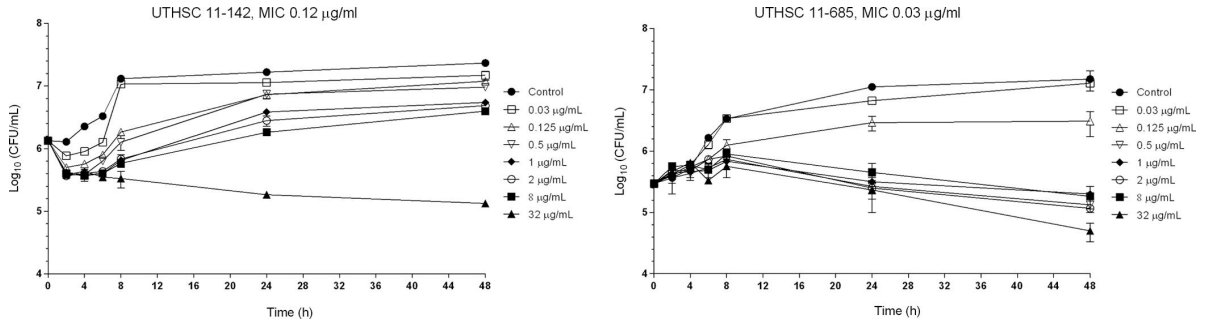 UTHSC 11-142, MIC 0.12 μg/ml
8
7
6
5
4
Log10 (CFU/mL)
0 4 8 12 16 20 24 28 32 36 40 44 48
Time (h)
Control
0.03 μg/mL
0.125 μg/mL
0.5 μg/mL
1 μg/mL
2 μg/mL
8 μg/mL
32 μg/mL
UTHSC 11-685, MIC 0.03 μg/ml
8
7
6
5
4
Log10 (CFU/mL)
0 4 8 12 16 20 24 28 32 36 40 44 48
Time (h)
Control
0.03 μg/mL
0.125 μg/mL
0.5 μg/mL
1 μg/mL
2 μg/mL
8 μg/mL
32 μg/mL